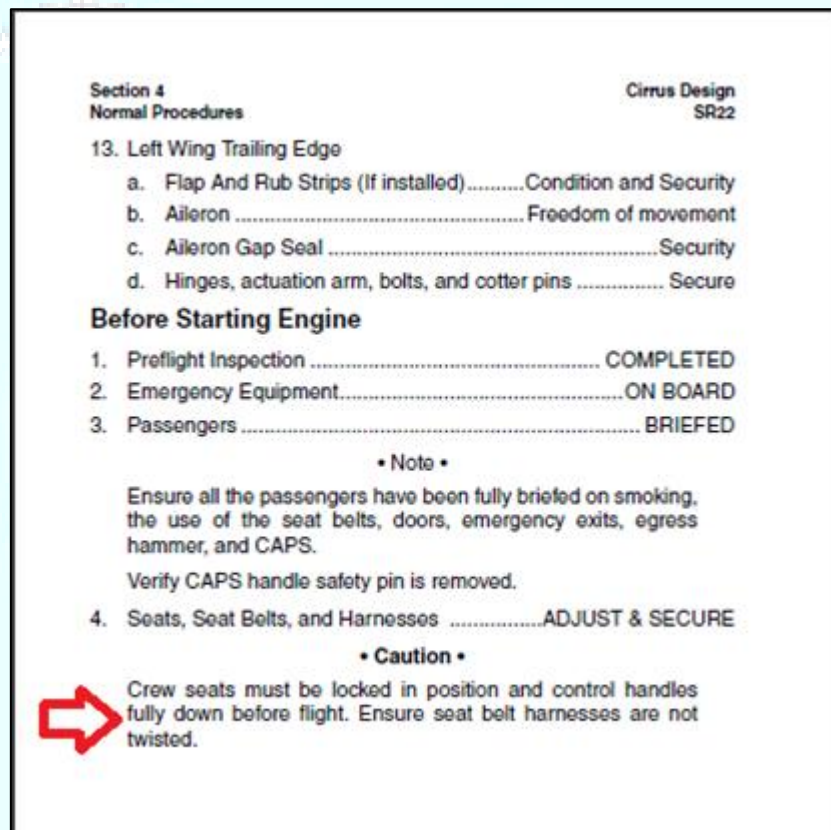 Section 4 Cirrus Design
Normal Procedures SR22
13. Left Wing Trailing Edge
a. Flap And Rub Strips (If installed)..........Condition and Security
b. Aileron ................................................... Freedom of movement
c. Aileron Gap Seal ..........................................................Security
d. Hinges, actuation arm, bolts, and cotter pins ............... Secure
Before Starting Engine
1. Preflight Inspection ................................................... COMPLETED
2. Emergency Equipment..................................................ON BOARD
3. Passengers ...................................................................... BRIEFED
• Note •
Ensure all the passengers have been fully briefed on smoking,
the use of the seat belts, doors, emergency exits, egress
hammer, and CAPS.
Verify CAPS handle safety pin is removed.
4. Seats, Seat Belts, and Harnesses .................ADJUST & SECURE
• Caution •
Crew seats must be locked in position and control handles
fully down before flight. Ensure seat belt harnesses are not
twisted.